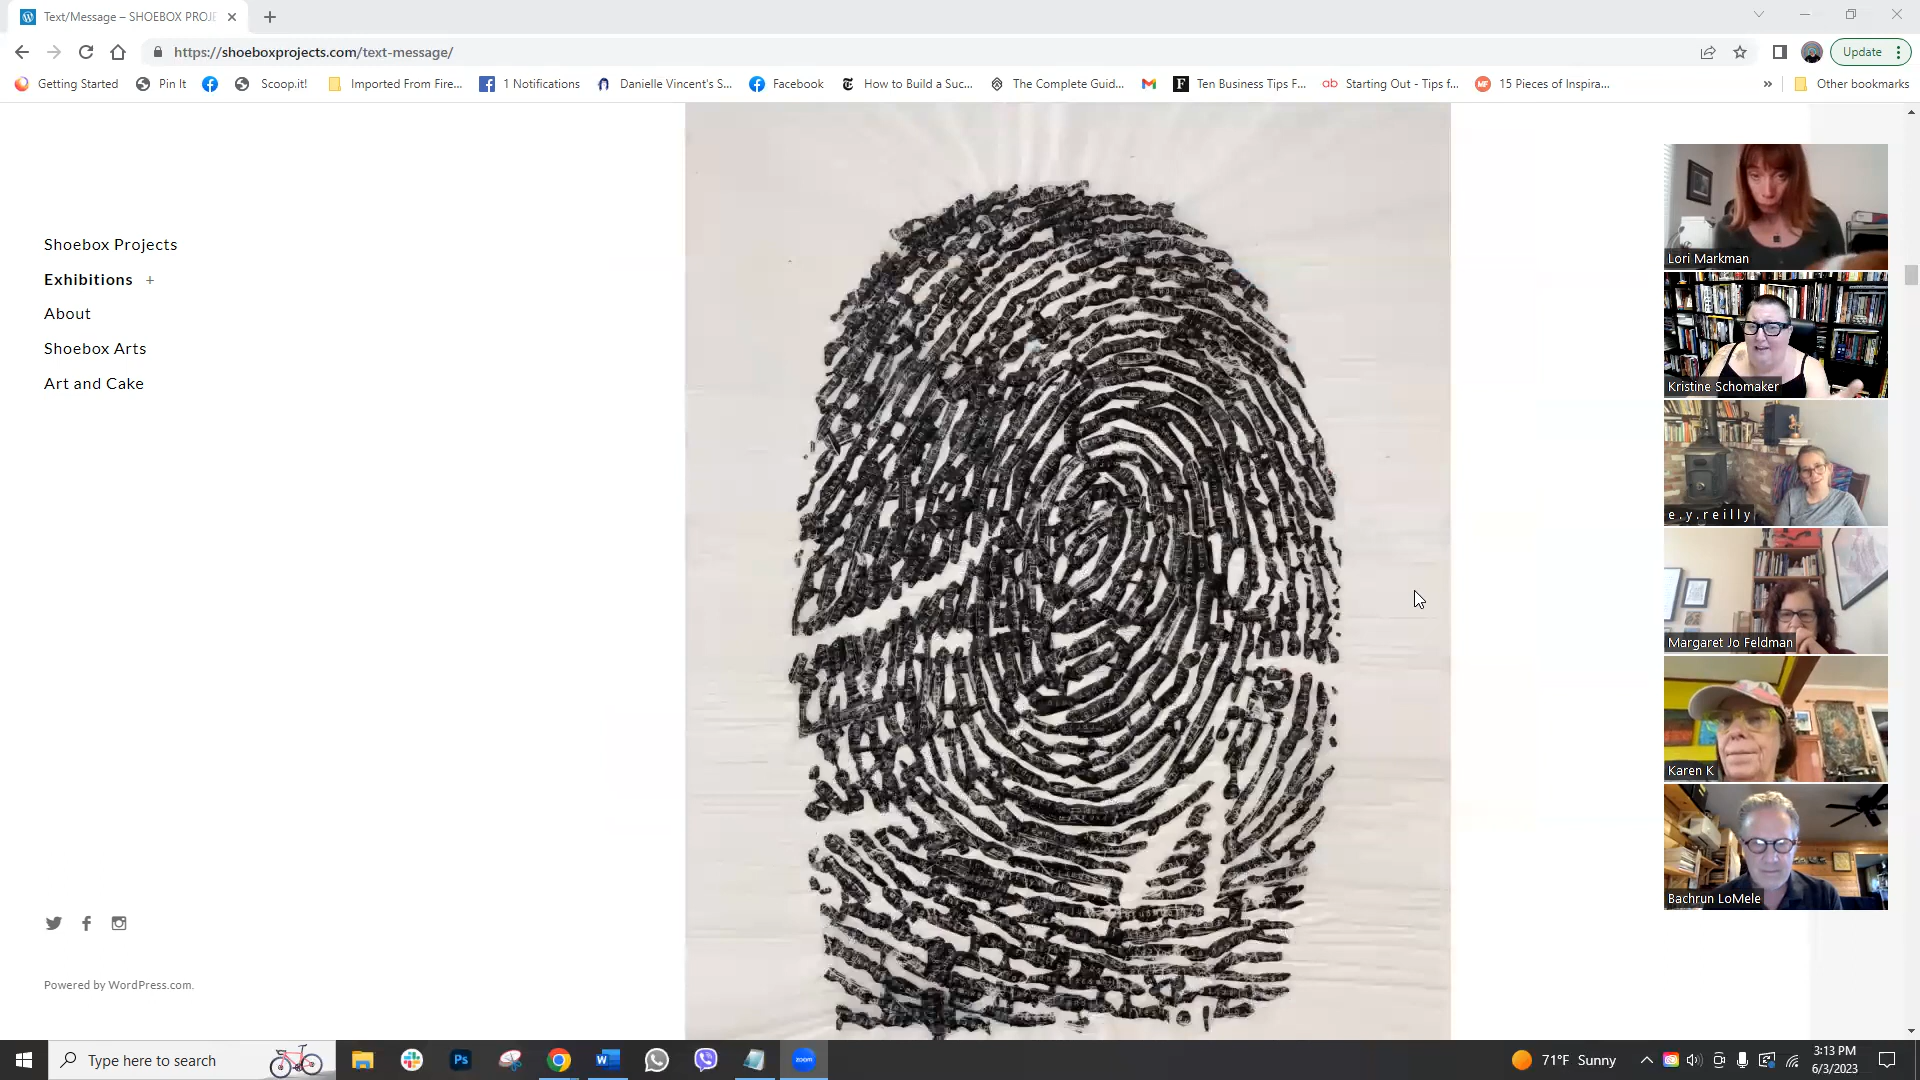 Text/Message – SHOEBOX PROJE
https://shoeboxprojects.com/text-message/
Update
Getting Started
Pin It
Scoop.it!
Imported From Fire...
1 Notifications
Danielle Vincent's S...
Facebook
How to Build a Suc...
The Complete Guid...
Ten Business Tips F...
ab
Starting Out - Tips f...
15 Pieces of Inspira...
»
Other bookmarks
Shoebox Projects
Exhibitions +
About
Shoebox Arts
Art and Cake
Powered by WordPress.com.
Lori Markman
Kristine Schomaker
e . y . r e i l l y
Margaret Jo Feldman
Karen K
Bachrun LoMele
Type here to search
Ps
W
zoom
71°F Sunny
3:13 PM
6/3/2023